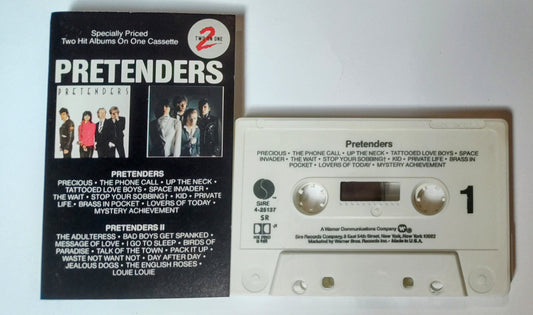 Specially Priced
Two Hit Albums On One Cassette
2
TWO ON ONE
PRETENDERS
PRETENDERS
PRETENDERS
PRECIOUS • THE PHONE CALL • UP THE NECK •
TATTOOED LOVE BOYS • SPACE INVADER •
THE WAIT • STOP YOUR SOBBING† • KID • PRIVATE
LIFE • BRASS IN POCKET • LOVERS OF TODAY •
MYSTERY ACHIEVEMENT
PRETENDERS II
THE ADULTERESS • BAD BOYS GET SPANKED •
MESSAGE OF LOVE • I GO TO SLEEP • BIRDS OF
PARADISE • TALK OF THE TOWN • PACK IT UP •
WASTE NOT WANT NOT • DAY AFTER DAY •
JEALOUS DOGS • THE ENGLISH ROSES •
LOUIE LOUIE
Pretenders
PRECIOUS • THE PHONE CALL • UP THE NECK • TATTOOED LOVE BOYS • SPACE
INVADER • THE WAIT • STOP YOUR SOBBING† • KID • PRIVATE LIFE • BRASS IN
POCKET • LOVERS OF TODAY • MYSTERY ACHIEVEMENT
SIRE
4-25137
SR
1
A Warner Communications Company
Sire Records Company, 3 East 54th Street, New York, New York 10022
Marketed by Warner Bros. Records Inc. • Made in U.S.A.